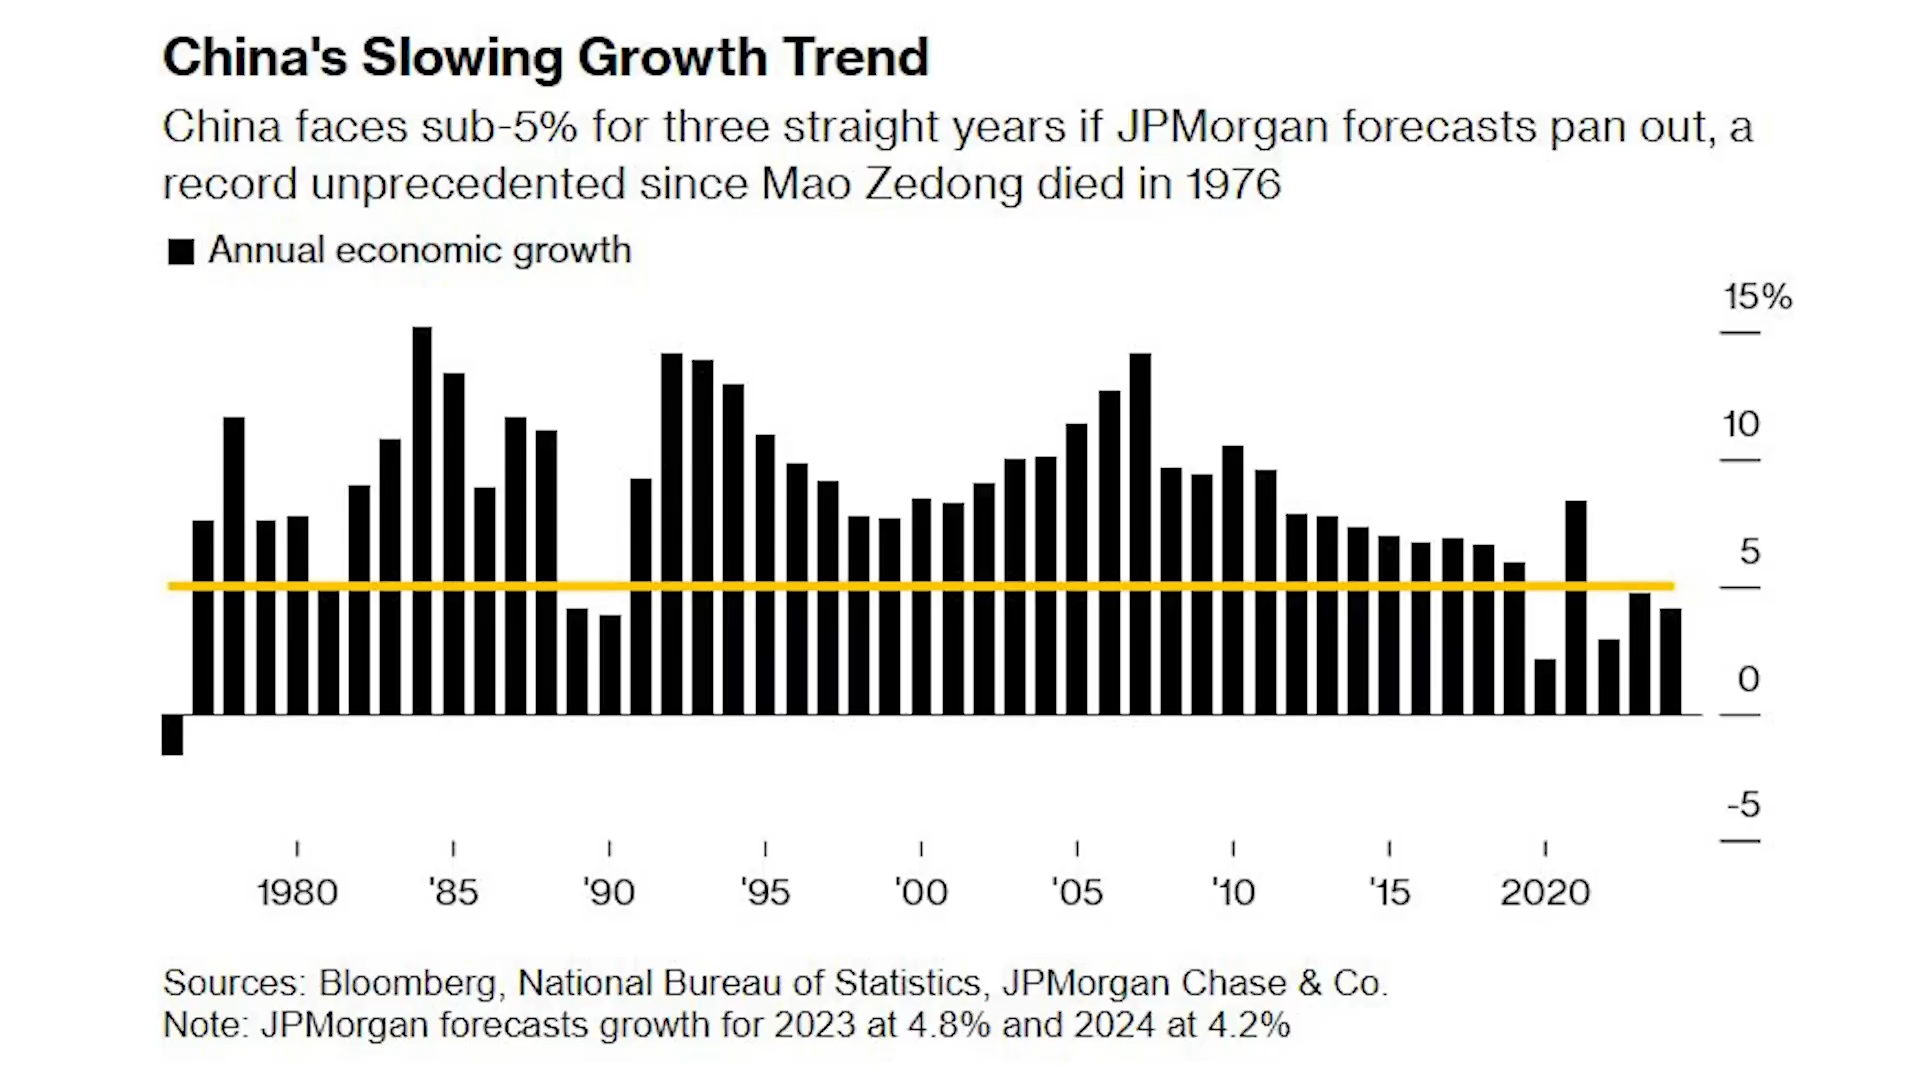 China's Slowing Growth Trend
China faces sub-5% for three straight years if JPMorgan forecasts pan out, a
record unprecedented since Mao Zedong died in 1976
Annual economic growth
15%
10
5
0
-5
1980 '85 '90 '95 '00 '05 '10 '15 2020
Sources: Bloomberg, National Bureau of Statistics, JPMorgan Chase & Co.
Note: JPMorgan forecasts growth for 2023 at 4.8% and 2024 at 4.2%